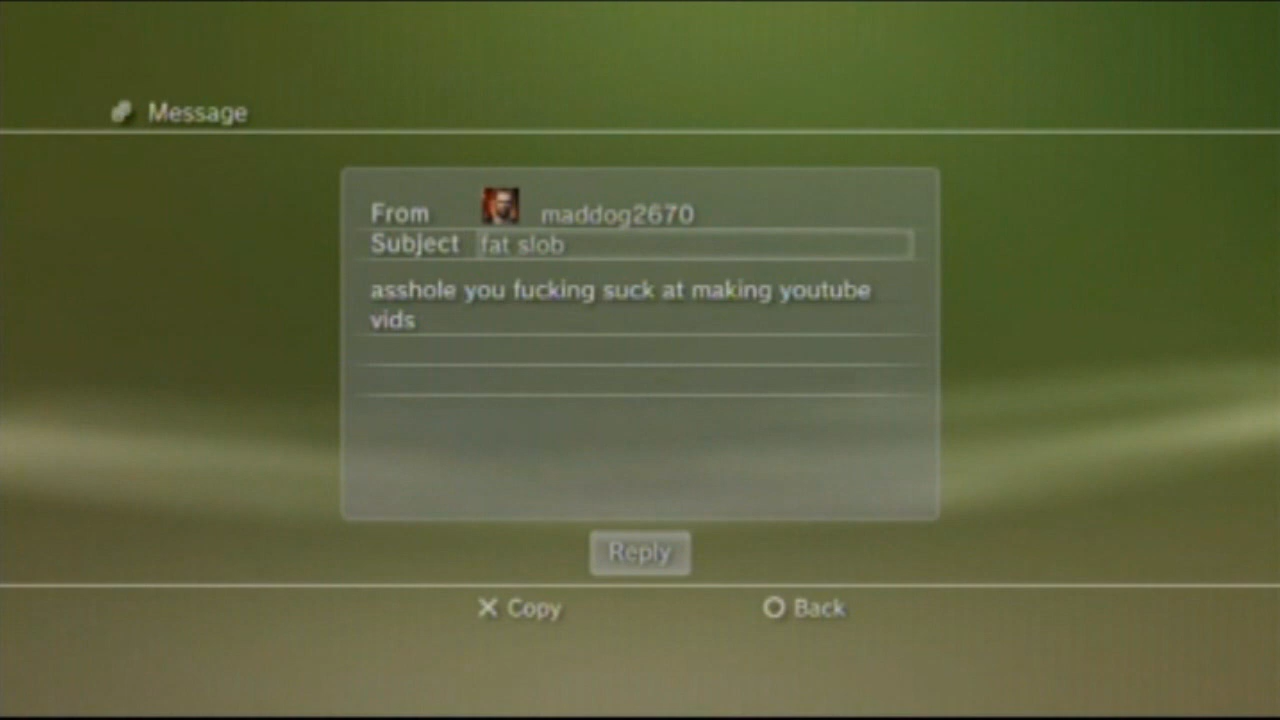 Message
From maddog2670
Subject fat slob
asshole you fucking suck at making youtube
vids
Reply
Copy
Back